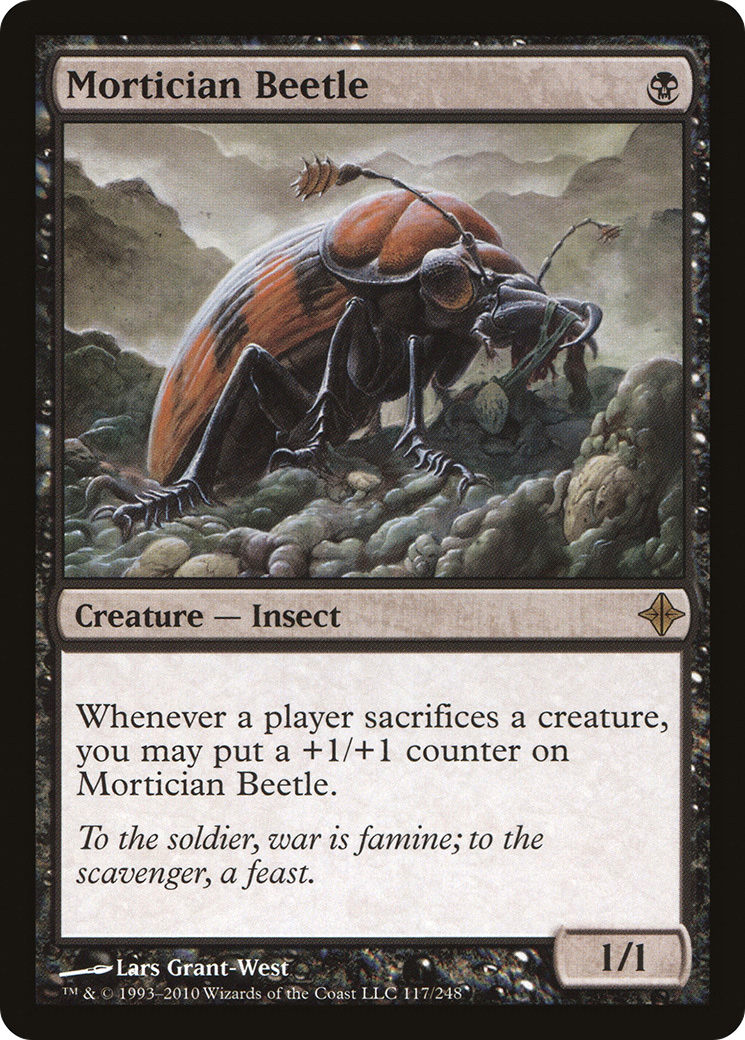 Mortician Beetle
Creature — Insect
Whenever a player sacrifices a creature,
you may put a +1/+1 counter on
Mortician Beetle.
To the soldier, war is famine; to the
scavenger, a feast.
1/1
Lars Grant-West
™ & © 1993–2010 Wizards of the Coast LLC 117/248